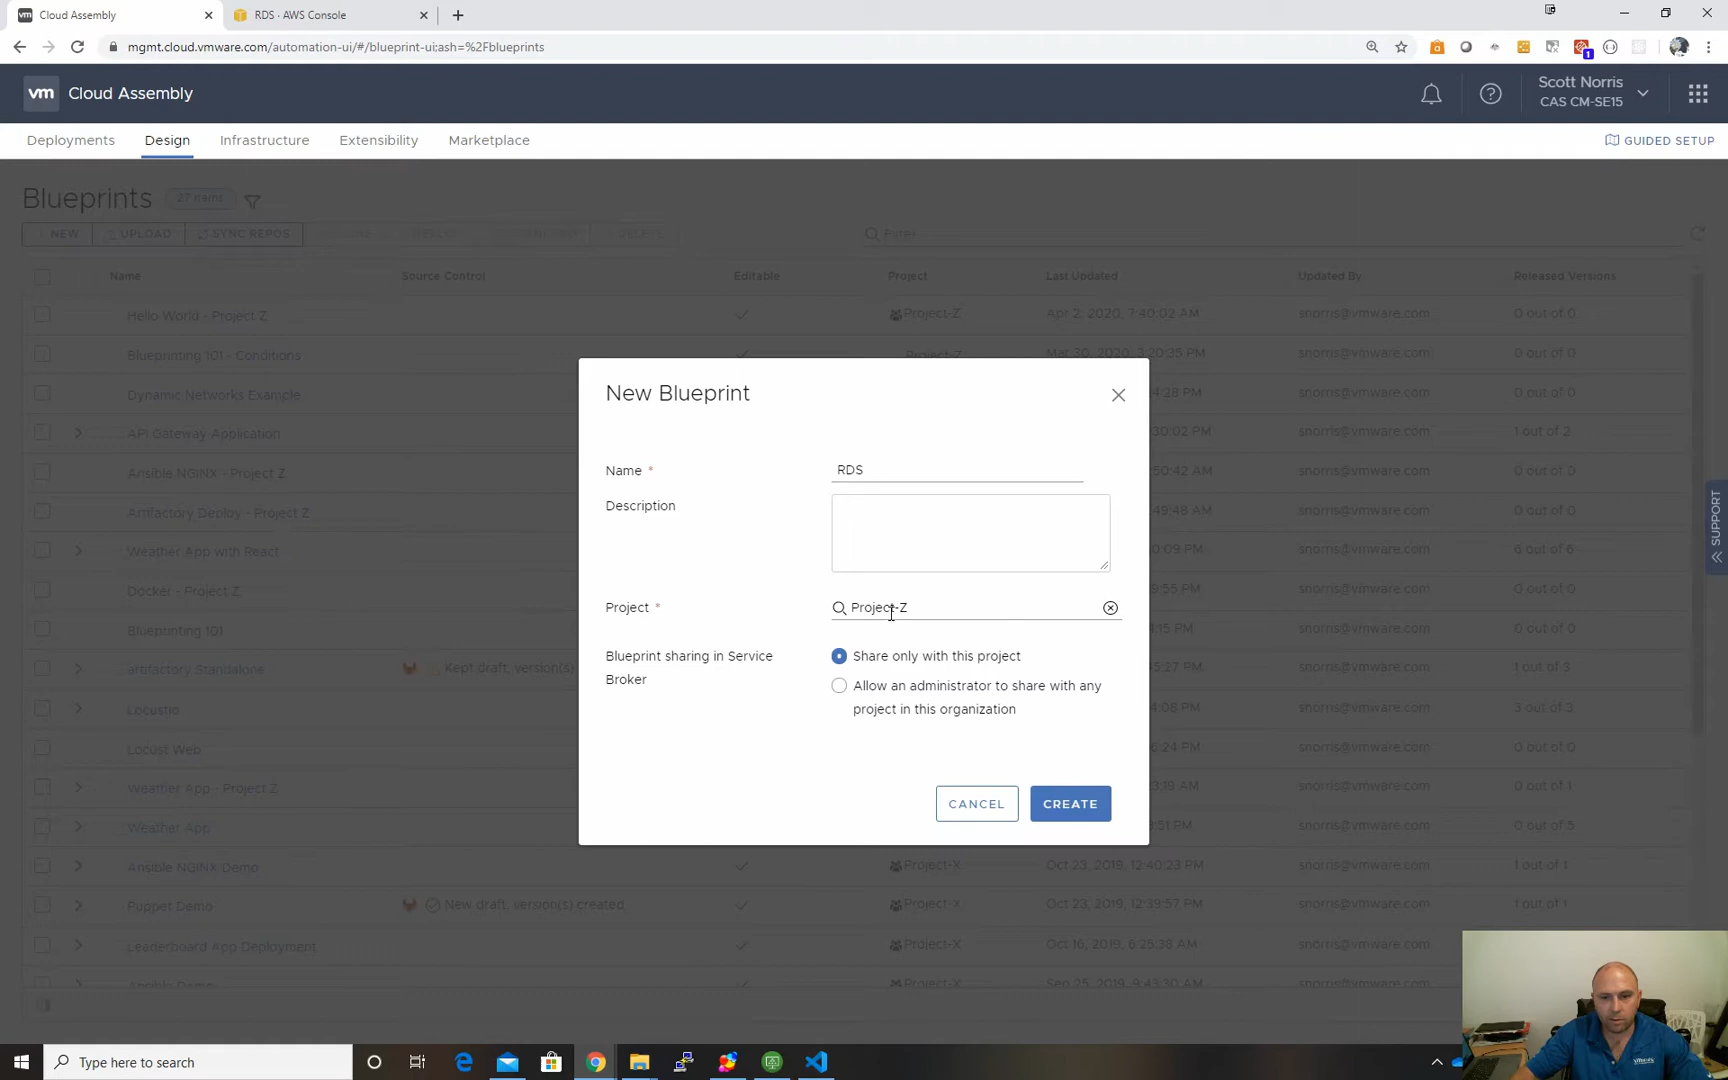 Cloud Assembly
RDS · AWS Console
mgmt.cloud.vmware.com/automation-ui/#/blueprint-ui;ash=%2Fblueprints
1
vm Cloud Assembly
Scott Norris
CAS CM-SE15
Deployments Design Infrastructure Extensibility Marketplace
GUIDED SETUP
Blueprints 27 items
NEW UPLOAD SYNC REPOS DELETE Filter
Name Source Control Editable Project Last Updated Updated By Released Versions
Hello World - Project Z Project-Z Apr 2, 2020, 7:40:02 AM snorris@vmware.com 0 out of 0
Blueprinting 101 - Conditions Project-Z Mar 30, 2020, 3:20:35 PM snorris@vmware.com 0 out of 0
Dynamic Networks Example 4:28 PM snorris@vmware.com 0 out of 0
API Gateway Application 30:02 PM snorris@vmware.com 1 out of 2
Ansible NGINX - Project Z 50:42 AM snorris@vmware.com 0 out of 0
Artifactory Deploy - Project Z 49:48 AM snorris@vmware.com 0 out of 0
Weather App with React 0:09 PM snorris@vmware.com 6 out of 6
Docker - Project Z 9:55 PM snorris@vmware.com 0 out of 0
Blueprinting 101 4:15 PM snorris@vmware.com 0 out of 0
artifactory Standalone Kept draft, version(s) 5:27 PM snorris@vmware.com 1 out of 3
Locustio 4:08 PM snorris@vmware.com 3 out of 3
Locust Web 6:24 PM snorris@vmware.com 0 out of 0
Weather App - Project Z 3:19 AM snorris@vmware.com 0 out of 1
Weather App 3:51 PM snorris@vmware.com 0 out of 5
Ansible NGINX Demo Project-X Oct 23, 2019, 12:40:23 PM snorris@vmware.com 1 out of 1
Puppet Demo New draft, version(s) created Project-X Oct 23, 2019, 12:39:57 PM snorris@vmware.com 1 out of 1
Leaderboard App Deployment Project-X Oct 16, 2019, 6:25:38 AM snorris@vmware.com
Ansible Demo Project-X Sep 25, 2019, 9:43:30 AM snorris@vmware.com
New Blueprint
Name * RDS
Description
Project * Project-Z
Blueprint sharing in Service Broker
Share only with this project
Allow an administrator to share with any
project in this organization
CANCEL CREATE
SUPPORT
Type here to search